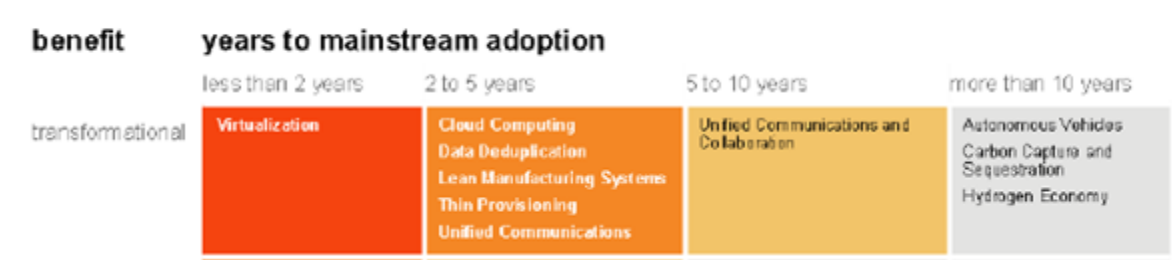 benefit years to mainstream adoption
less than 2 years 2 to 5 years 5 to 10 years more than 10 years
transformational
Virtualization
Cloud Computing
Data Deduplication
Lean Manufacturing Systems
Thin Provisioning
Unified Communications
Unified Communications and
Collaboration
Autonomous Vehicles
Carbon Capture and
Sequestration
Hydrogen Economy